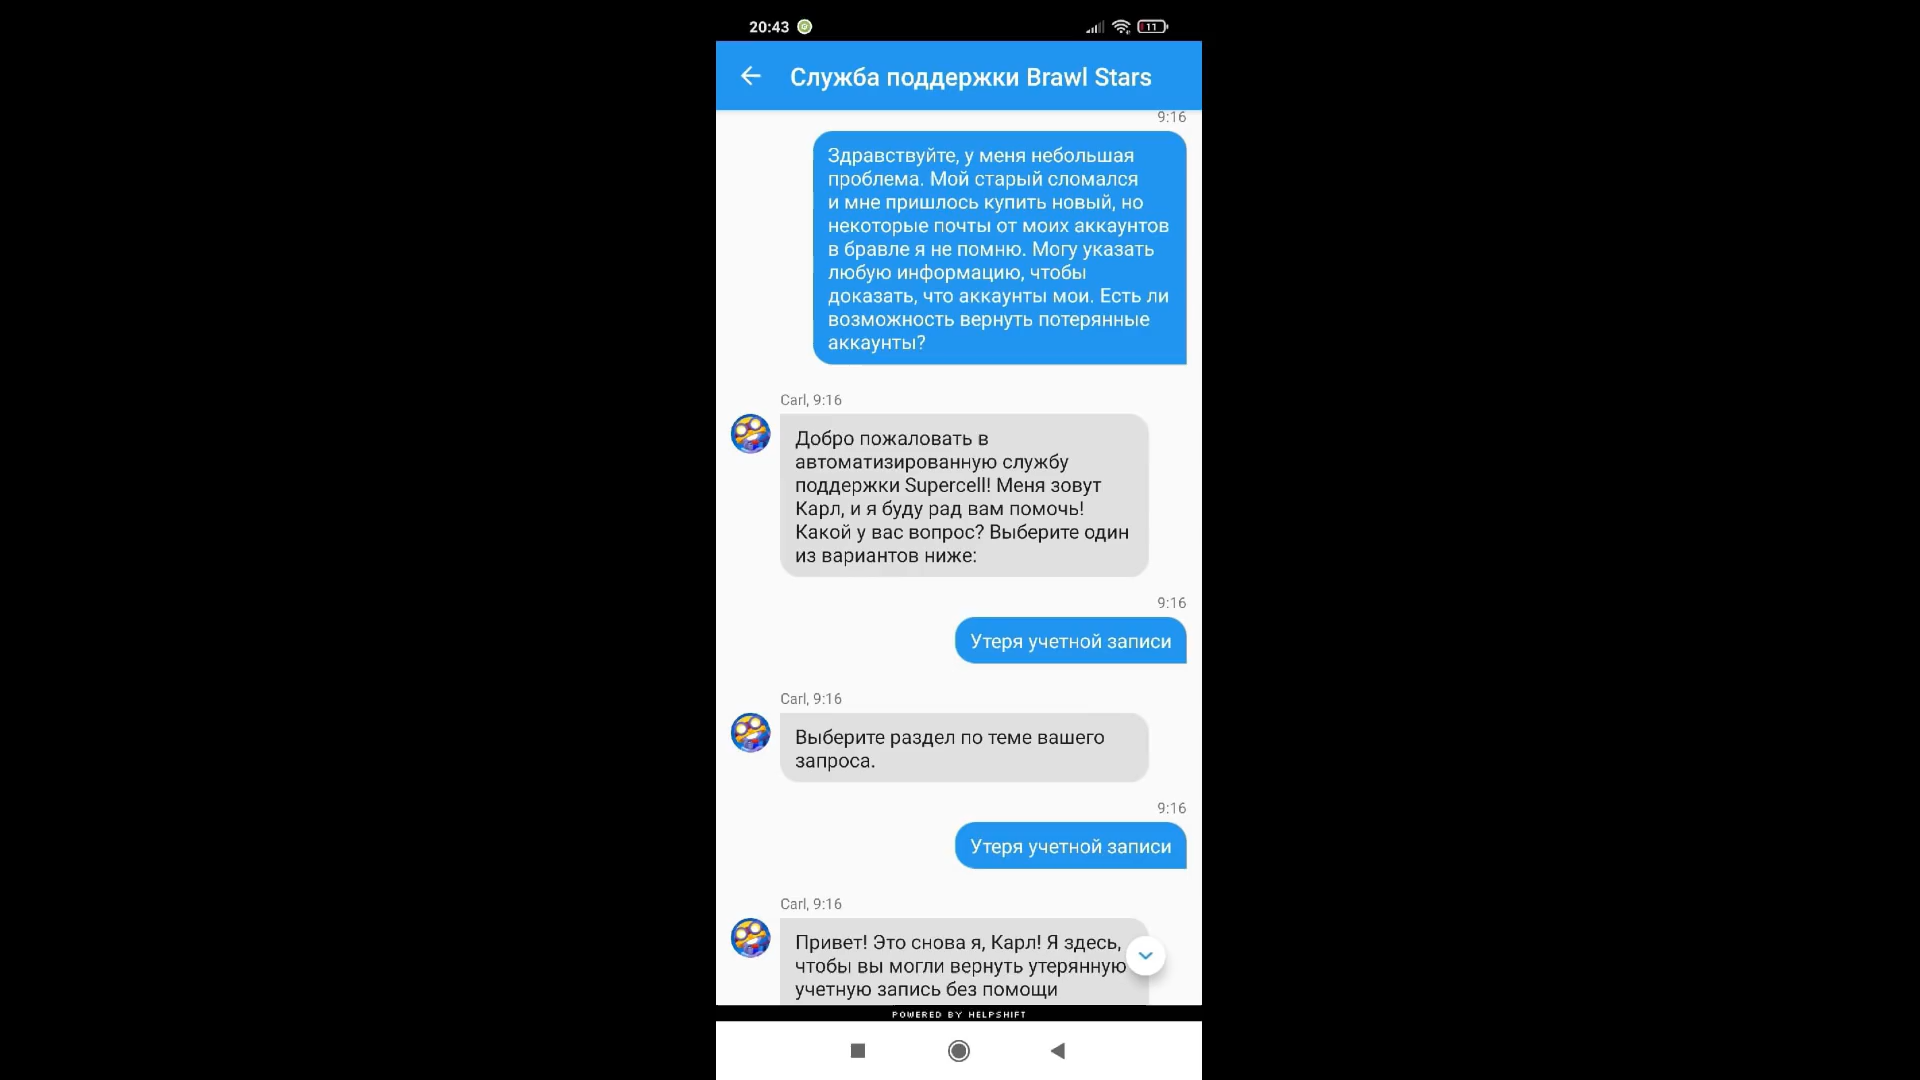 20:43
11
Служба поддержки Brawl Stars
9:16
Здравствуйте, у меня небольшая
проблема. Мой старый сломался
и мне пришлось купить новый, но
некоторые почты от моих аккаунтов
в бравле я не помню. Могу указать
любую информацию, чтобы
доказать, что аккаунты мои. Есть ли
возможность вернуть потерянные
аккаунты?
Carl, 9:16
Добро пожаловать в
автоматизированную службу
поддержки Supercell! Меня зовут
Карл, и я буду рад вам помочь!
Какой у вас вопрос? Выберите один
из вариантов ниже:
9:16
Утеря учетной записи
Carl, 9:16
Выберите раздел по теме вашего
запроса.
9:16
Утеря учетной записи
Carl, 9:16
Привет! Это снова я, Карл! Я здесь,
чтобы вы могли вернуть утерянную
учетную запись без помощи
POWERED BY HELPSHIFT